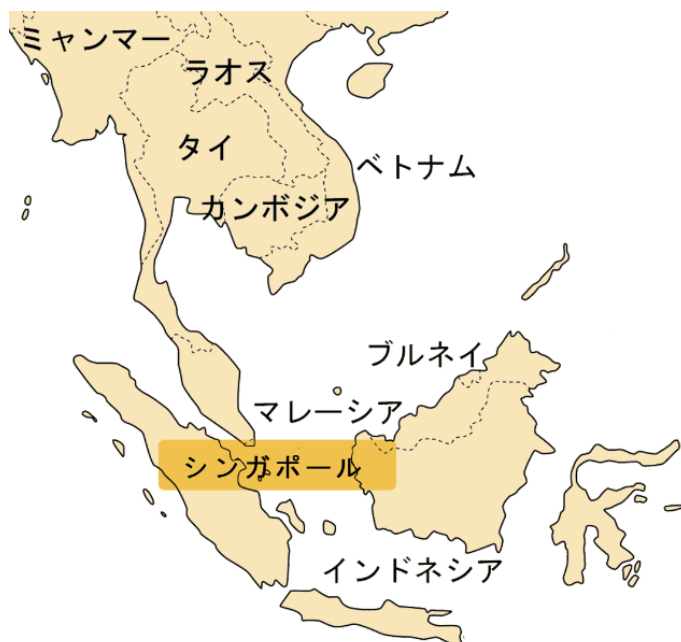 ミャンマー
ラオス
タイ
ベトナム
カンボジア
ブルネイ
マレーシア
シンガポール
インドネシア